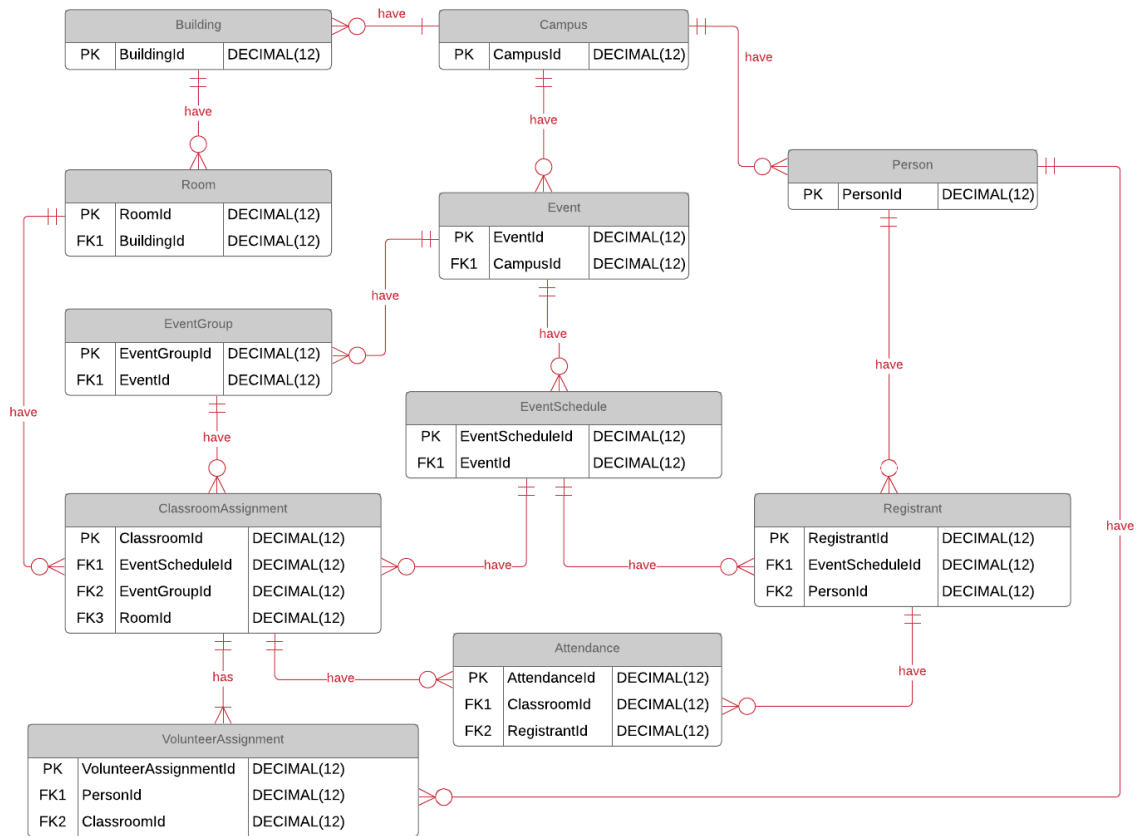 Building
PK BuildingId DECIMAL(12)
have
Campus
PK CampusId DECIMAL(12)
have
have
have
Person
PK PersonId DECIMAL(12)
Room
PK RoomId DECIMAL(12)
FK1 BuildingId DECIMAL(12)
Event
PK EventId DECIMAL(12)
FK1 CampusId DECIMAL(12)
have
have
EventGroup
PK EventGroupId DECIMAL(12)
FK1 EventId DECIMAL(12)
have
have
have
EventSchedule
PK EventScheduleId DECIMAL(12)
FK1 EventId DECIMAL(12)
have
ClassroomAssignment
PK ClassroomId DECIMAL(12)
FK1 EventScheduleId DECIMAL(12)
FK2 EventGroupId DECIMAL(12)
FK3 RoomId DECIMAL(12)
have
have
Registrant
PK RegistrantId DECIMAL(12)
FK1 EventScheduleId DECIMAL(12)
FK2 PersonId DECIMAL(12)
have
has
have
Attendance
PK AttendanceId DECIMAL(12)
FK1 ClassroomId DECIMAL(12)
FK2 RegistrantId DECIMAL(12)
have
VolunteerAssignment
PK VolunteerAssignmentId DECIMAL(12)
FK1 PersonId DECIMAL(12)
FK2 ClassroomId DECIMAL(12)